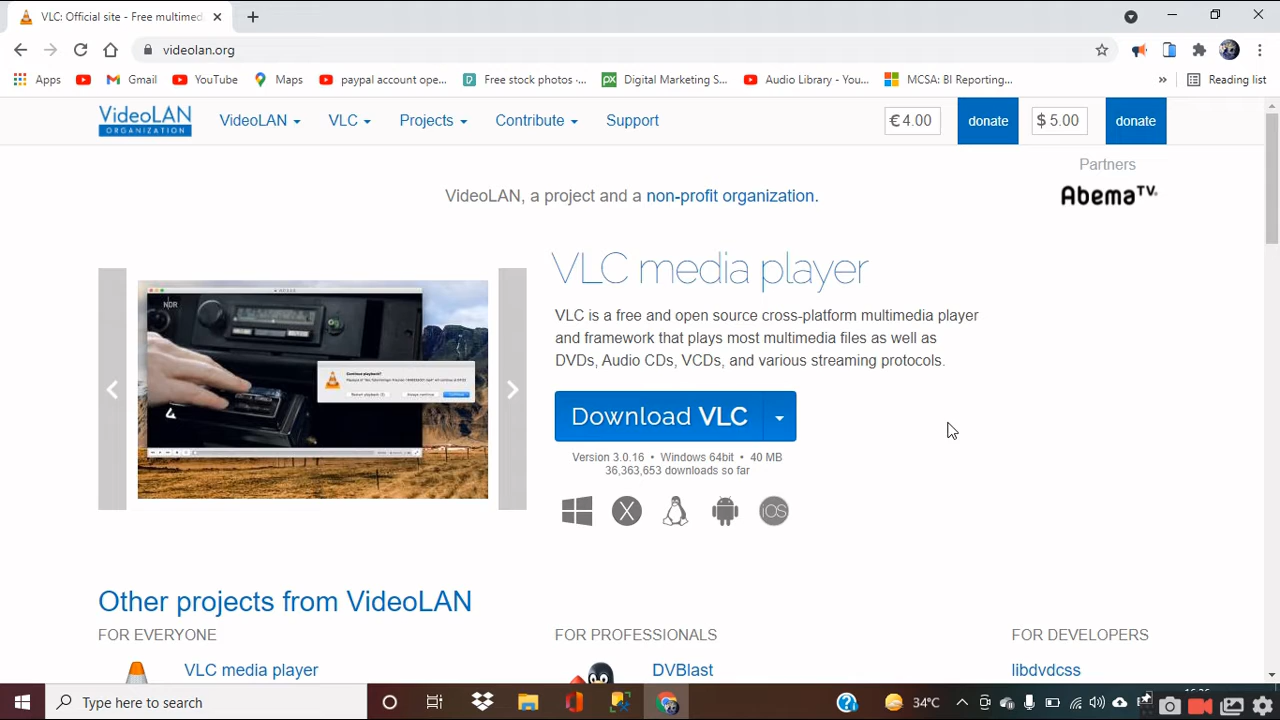 VLC: Official site - Free multimed
videolan.org
Apps
Gmail
YouTube
Maps
paypal account ope...
Free stock photos -...
Digital Marketing S...
Audio Library - You...
MCSA: BI Reporting...
»
Reading list
VideoLAN
ORGANIZATION
VideoLAN
VLC
Projects
Contribute
Support
€ 4.00
donate
$ 5.00
donate
Partners
AbemaTV
VideoLAN, a project and a non-profit organization.
NDR
Continue playback?
VLC media player
VLC is a free and open source cross-platform multimedia player
and framework that plays most multimedia files as well as
DVDs, Audio CDs, VCDs, and various streaming protocols.
Download VLC
Version 3.0.16 • Windows 64bit • 40 MB
36,363,653 downloads so far
X
iOS
Other projects from VideoLAN
FOR EVERYONE
FOR PROFESSIONALS
FOR DEVELOPERS
VLC media player
DVBlast
libdvdcss
Type here to search
34°C